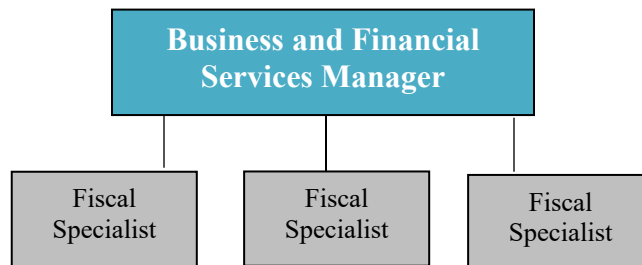 Business and Financial
Services Manager
Fiscal
Specialist
Fiscal
Specialist
Fiscal
Specialist